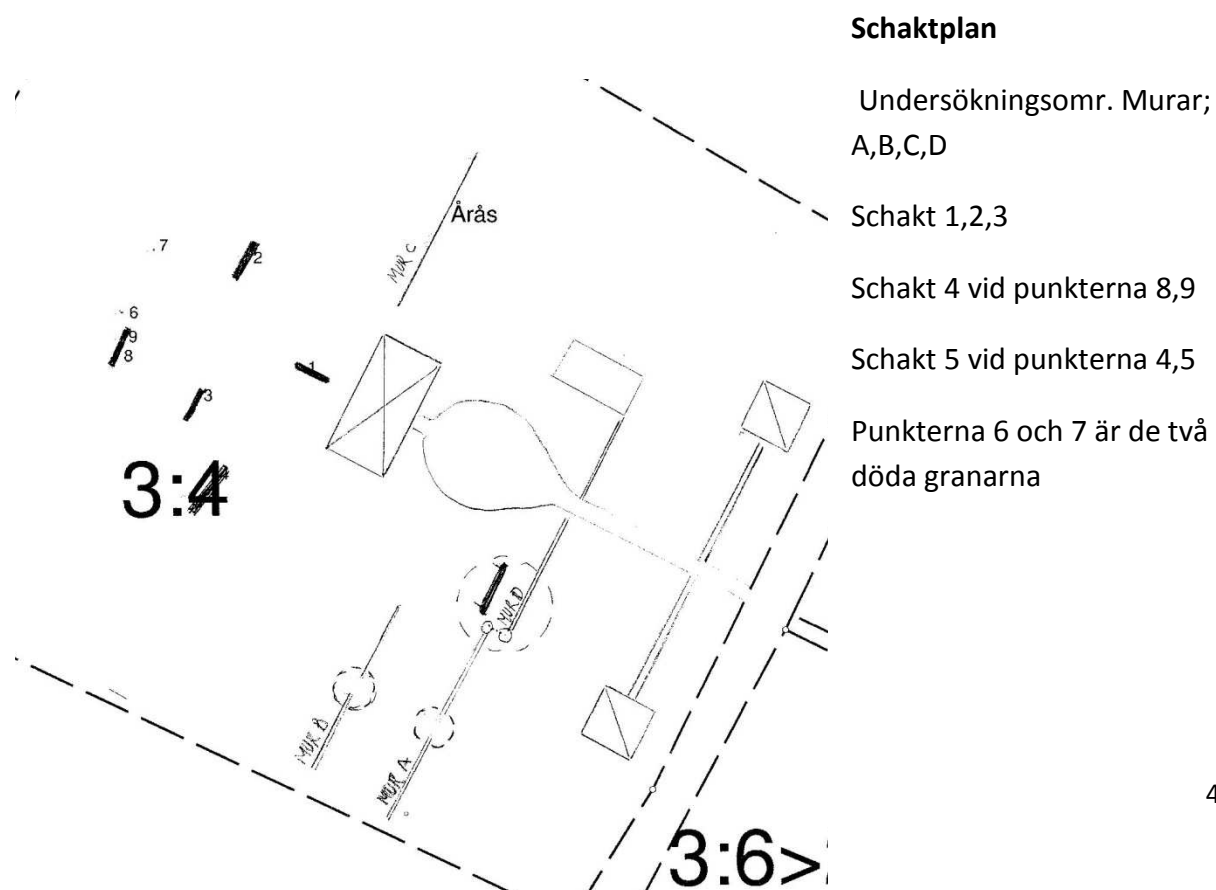 Schaktplan
Undersökningsomr. Murar;
A,B,C,D
Schakt 1,2,3
Schakt 4 vid punkterna 8,9
Schakt 5 vid punkterna 4,5
Punkterna 6 och 7 är de två
döda granarna
Årås
MUR C
7
2
6
9
8
1
3
3:4
MUR D
MUR B
MUR A
4
3:6>